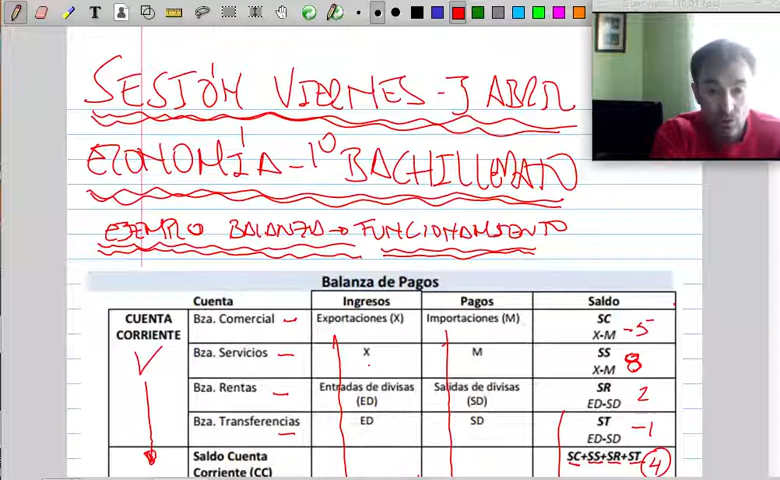 SESIÓN VIERNES - 3 ABRIL
ECONOMÍA - 1º BACHILLERATO
EJEMPLO BALANZA → FUNCIONAMIENTO
Balanza de Pagos
Cuenta Ingresos Pagos Saldo
CUENTA CORRIENTE Bza. Comercial Exportaciones (X) Importaciones (M) SC
X-M -5
Bza. Servicios X M SS
X-M 8
Bza. Rentas Entradas de divisas (ED) Salidas de divisas (SD) SR
ED-SD 2
Bza. Transferencias ED SD ST
ED-SD -1
Saldo Cuenta Corriente (CC) SC+SS+SR+ST 4